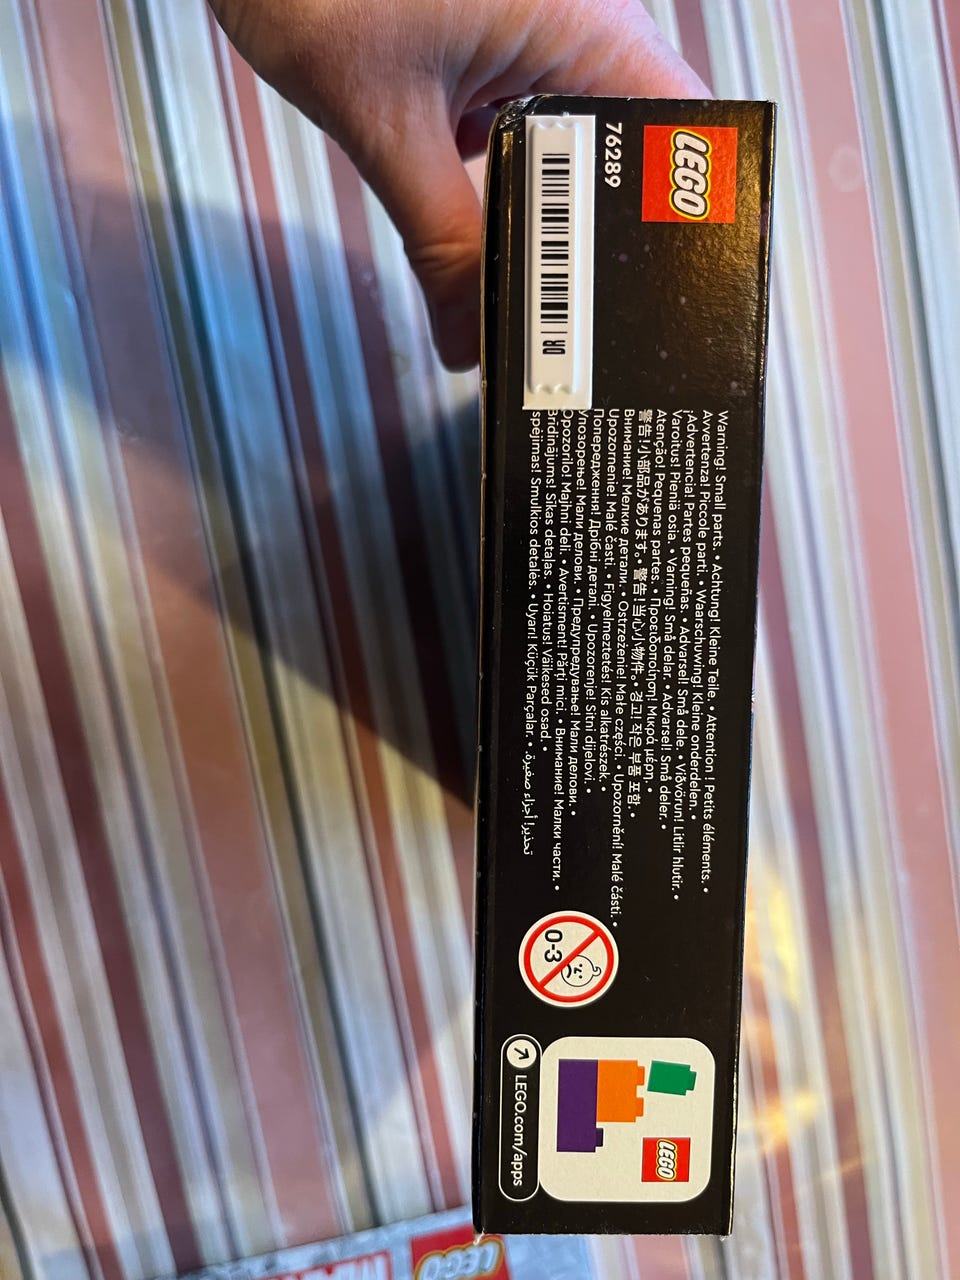 LEGO
76289
DR
Warning! Small parts. • Achtung! Kleine Teile. • Attention ! Petits éléments. •
Avvertenza! Piccole parti. • Waarschuwing! Kleine onderdelen. •
¡Advertencia! Partes pequeñas. • Advarsel! Små dele. • Viðvörun! Litlir hlutir. •
Varoitus! Pieniä osia. • Varning! Små delar. • Advarsel! Små deler. •
Atenção! Pequenas partes. • Προειδοποίηση! Μικρά μέρη. •
警告!小部品があります。• 警告!当心小物件。• 경고! 작은 부품 포함. •
Внимание! Мелкие детали. • Ostrzeżenie! Małe części. • Upozornění! Malé části. •
Upozornenie! Malé časti. • Figyelmeztetés! Kis alkatrészek. •
Попередження! Дрібні деталі. • Upozorenje! Sitni dijelovi. •
Упозорење! Мали делови. • Предупредување! Мали делови. •
Opozorilo! Majhni deli. • Avertisment! Părți mici. • Внимание! Малки части. •
Brīdinājums! Sīkas detaļas. • Hoiatus! Väikesed osad. •
spėjimas! Smulkios detalės. • Uyarı! Küçük Parçalar. • تحذير! أجزاء صغيرة.
0-3
LEGO
LEGO.com/apps
LEGO